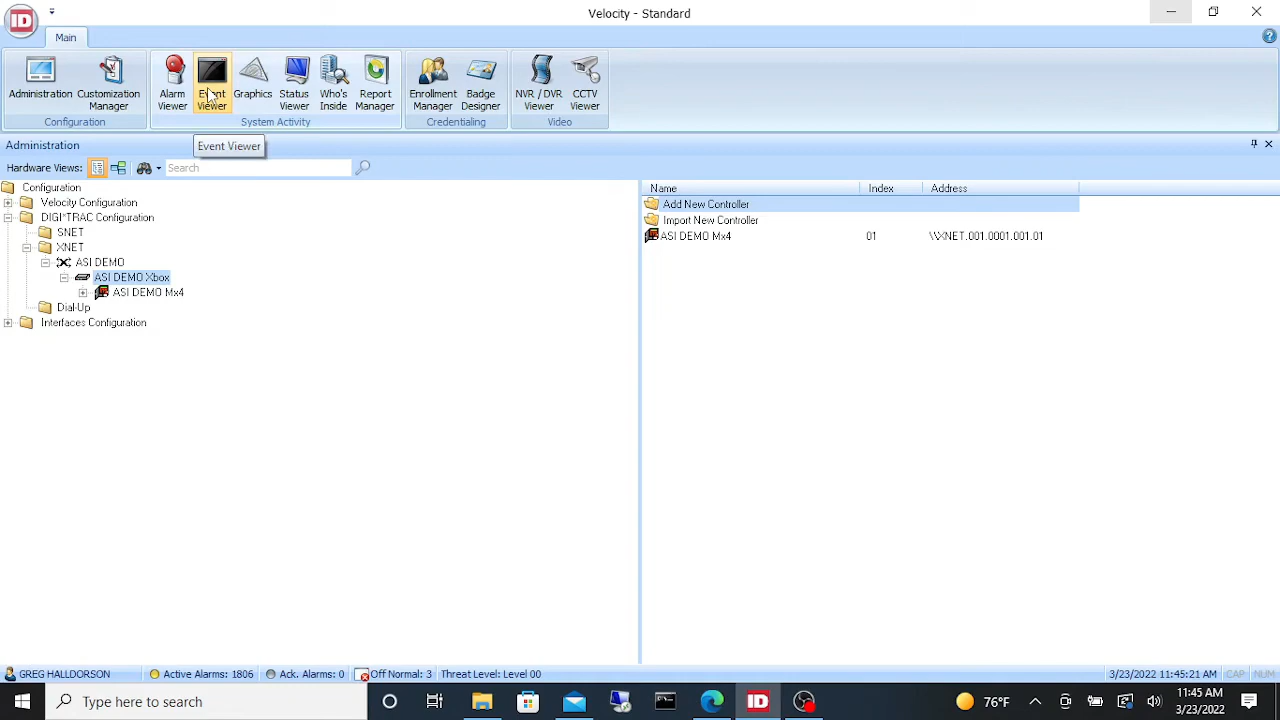 Velocity - Standard
ID
Main
Administration
Customization Manager
Alarm Viewer
Event Viewer
Graphics
Status Viewer
Who's Inside
Report Manager
Enrollment Manager
Badge Designer
NVR / DVR Viewer
CCTV Viewer
Configuration
System Activity
Credentialing
Video
Administration
Event Viewer
Hardware Views:
Search
Configuration
Velocity Configuration
DIGI*TRAC Configuration
SNET
XNET
ASI DEMO
ASI DEMO Xbox
ASI DEMO Mx4
Dial-Up
Interfaces Configuration
Name Index Address
Add New Controller
Import New Controller
ASI DEMO Mx4 01 \\XNET.001.0001.001.01
GREG HALLDORSON Active Alarms: 1806 Ack. Alarms: 0 Off Normal: 3 Threat Level: Level 00 3/23/2022 11:45:21 AM CAP NUM
Type here to search
ID
76°F
11:45 AM
3/23/2022